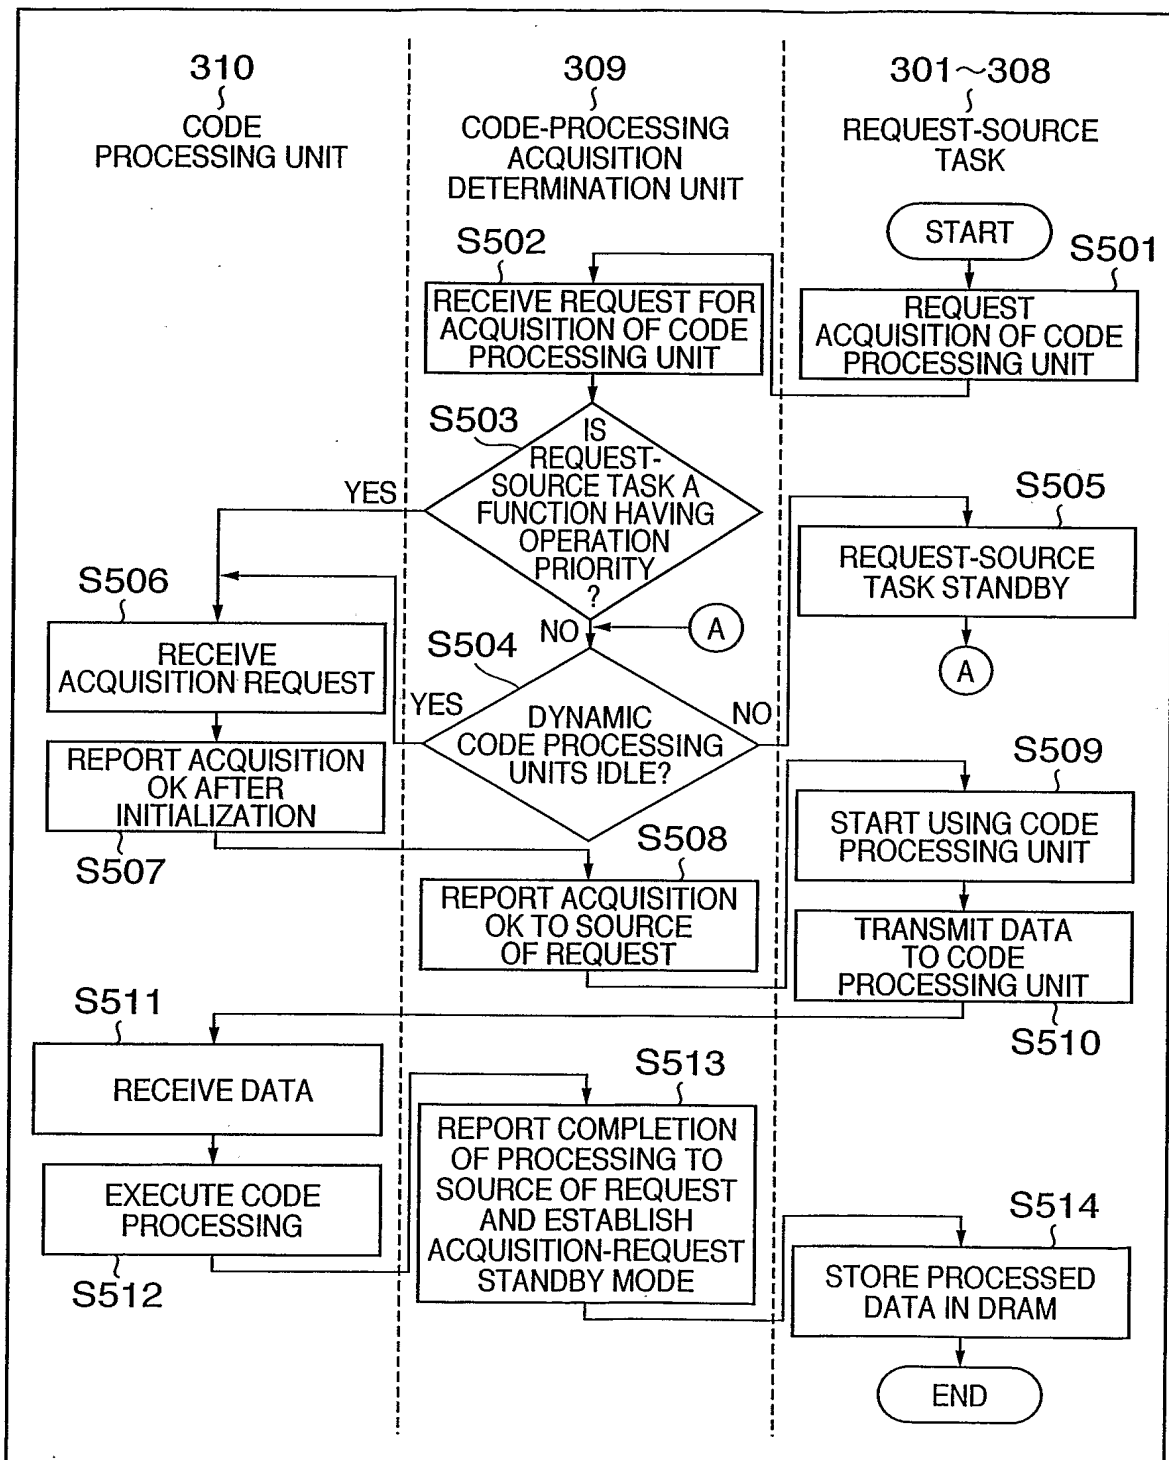 310
CODE
PROCESSING UNIT
309
CODE-PROCESSING
ACQUISITION
DETERMINATION UNIT
301~308
REQUEST-SOURCE
TASK
START
S501
REQUEST
ACQUISITION OF CODE
PROCESSING UNIT
S502
RECEIVE REQUEST FOR
ACQUISITION OF CODE
PROCESSING UNIT
S503
IS
REQUEST-
SOURCE TASK A
FUNCTION HAVING
OPERATION
PRIORITY
?
YES
NO
A
S504
DYNAMIC
CODE PROCESSING
UNITS IDLE?
YES
NO
S505
REQUEST-SOURCE
TASK STANDBY
A
S506
RECEIVE
ACQUISITION REQUEST
REPORT ACQUISITION
OK AFTER
INITIALIZATION
S507
S508
REPORT ACQUISITION
OK TO SOURCE
OF REQUEST
S509
START USING CODE
PROCESSING UNIT
TRANSMIT DATA
TO CODE
PROCESSING UNIT
S510
S511
RECEIVE DATA
EXECUTE CODE
PROCESSING
S512
S513
REPORT COMPLETION
OF PROCESSING TO
SOURCE OF REQUEST
AND ESTABLISH
ACQUISITION-REQUEST
STANDBY MODE
S514
STORE PROCESSED
DATA IN DRAM
END